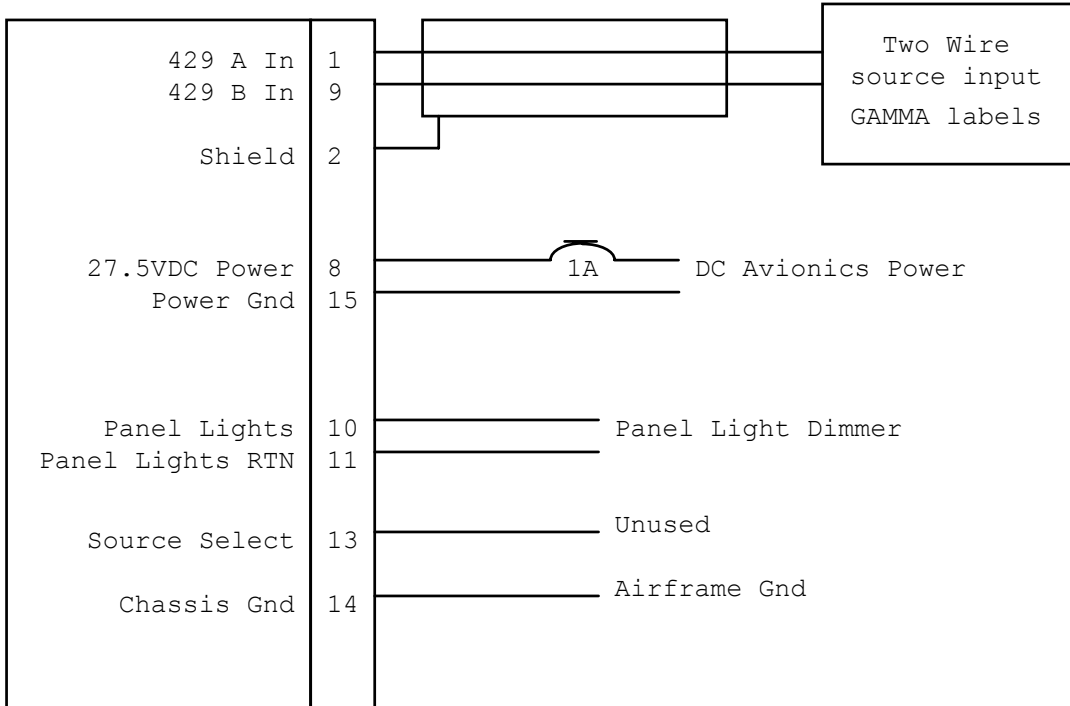 429 A In 1
429 B In 9
Shield 2
27.5VDC Power 8
Power Gnd 15
Panel Lights 10
Panel Lights RTN 11
Source Select 13
Chassis Gnd 14
Two Wire
source input
GAMMA labels
1A
DC Avionics Power
Panel Light Dimmer
Unused
Airframe Gnd